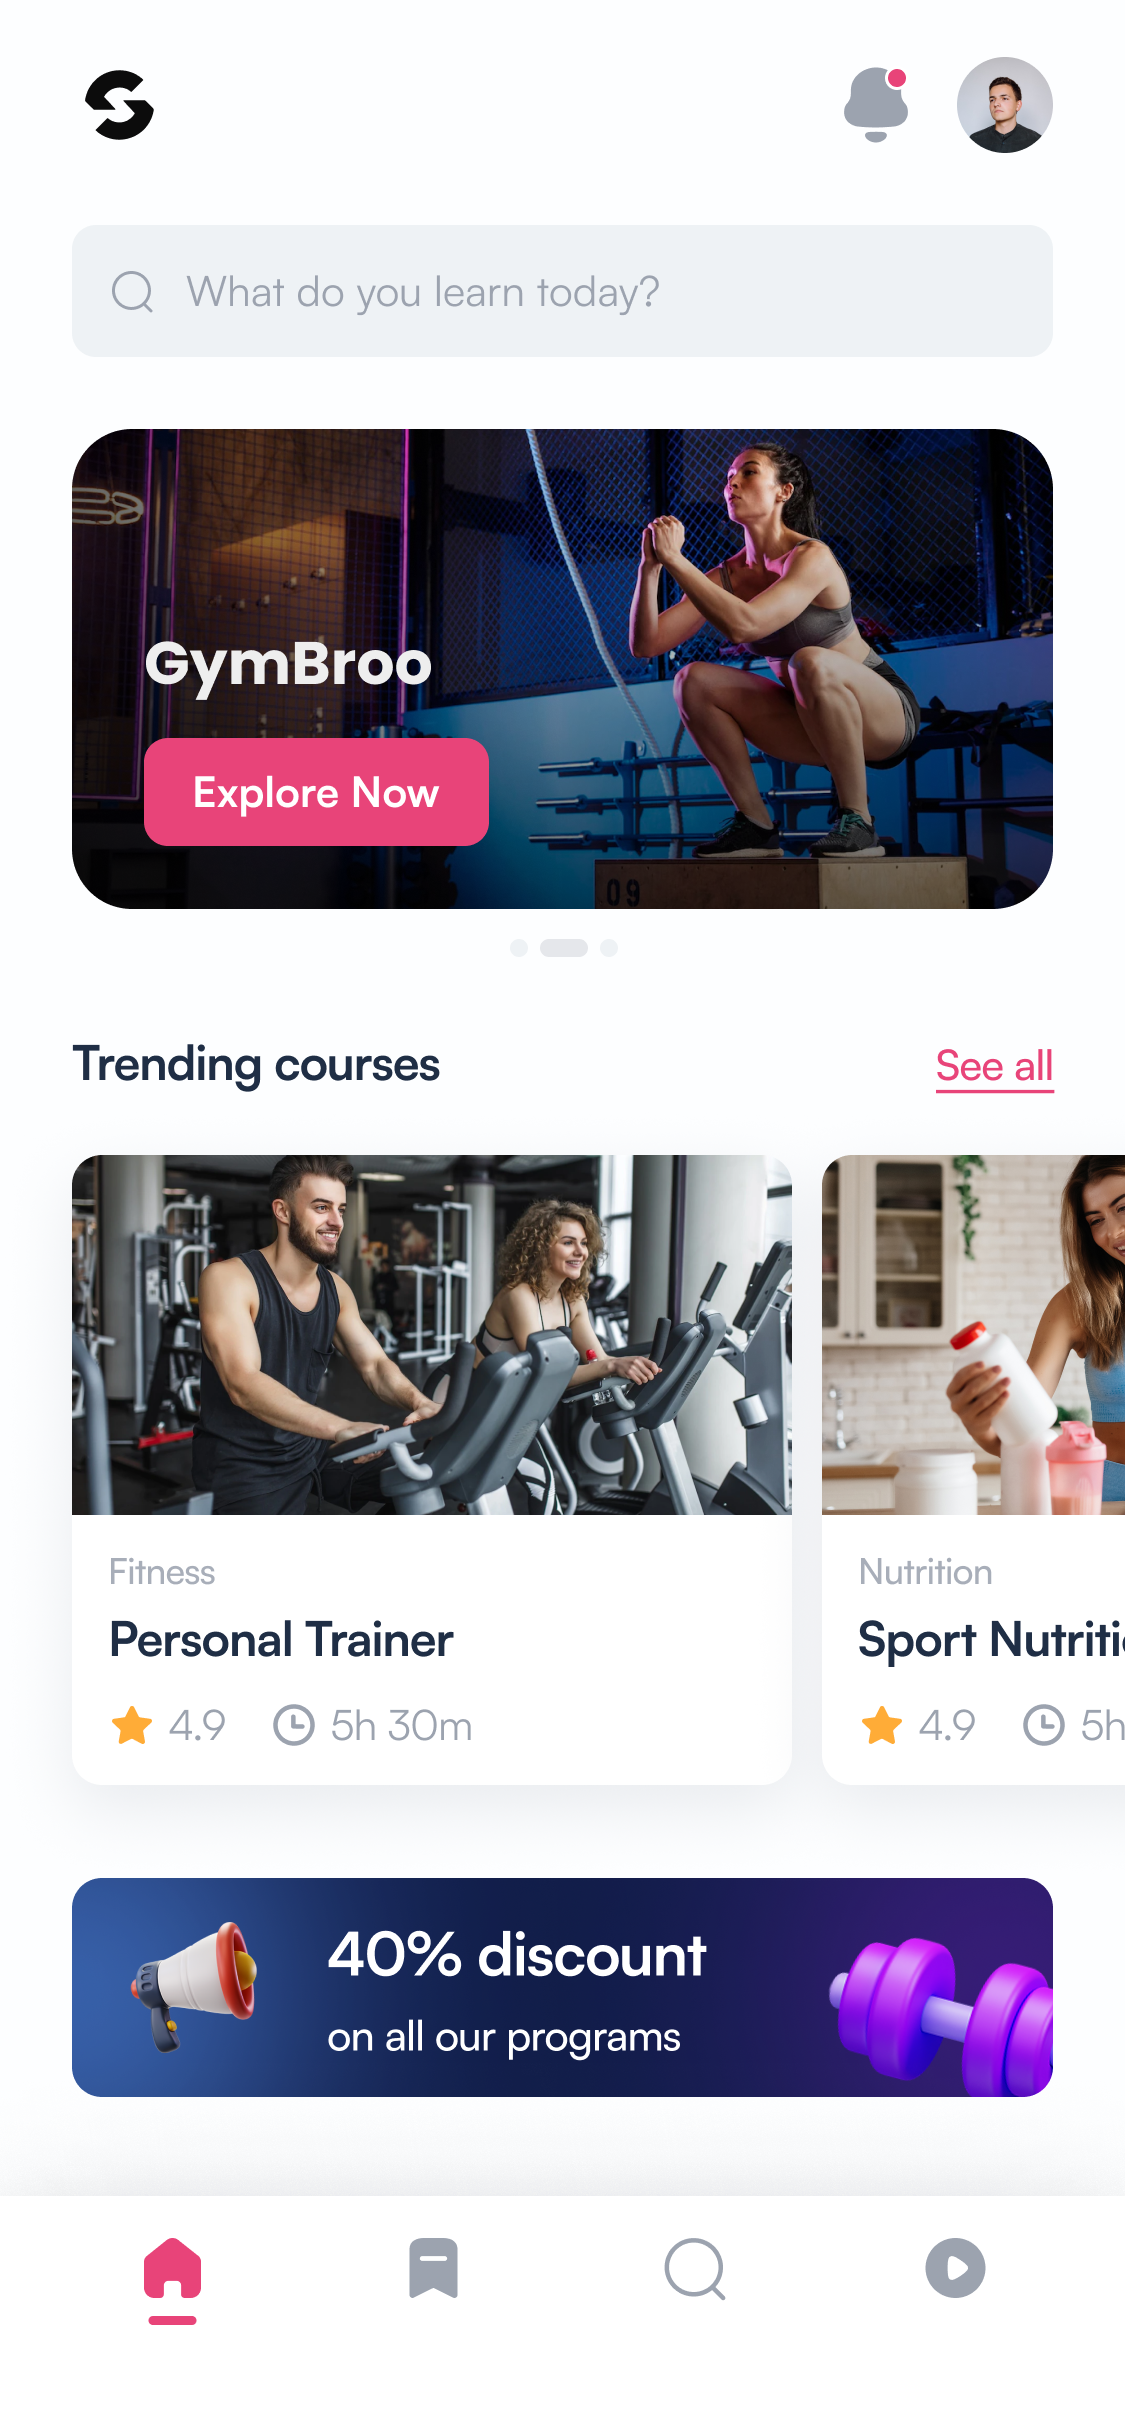 What do you learn today?
GymBroo
Explore Now
09
Trending courses
See all
Fitness
Personal Trainer
4.9
5h 30m
Nutrition
Sport Nutriti
4.9
5h
40% discount
on all our programs